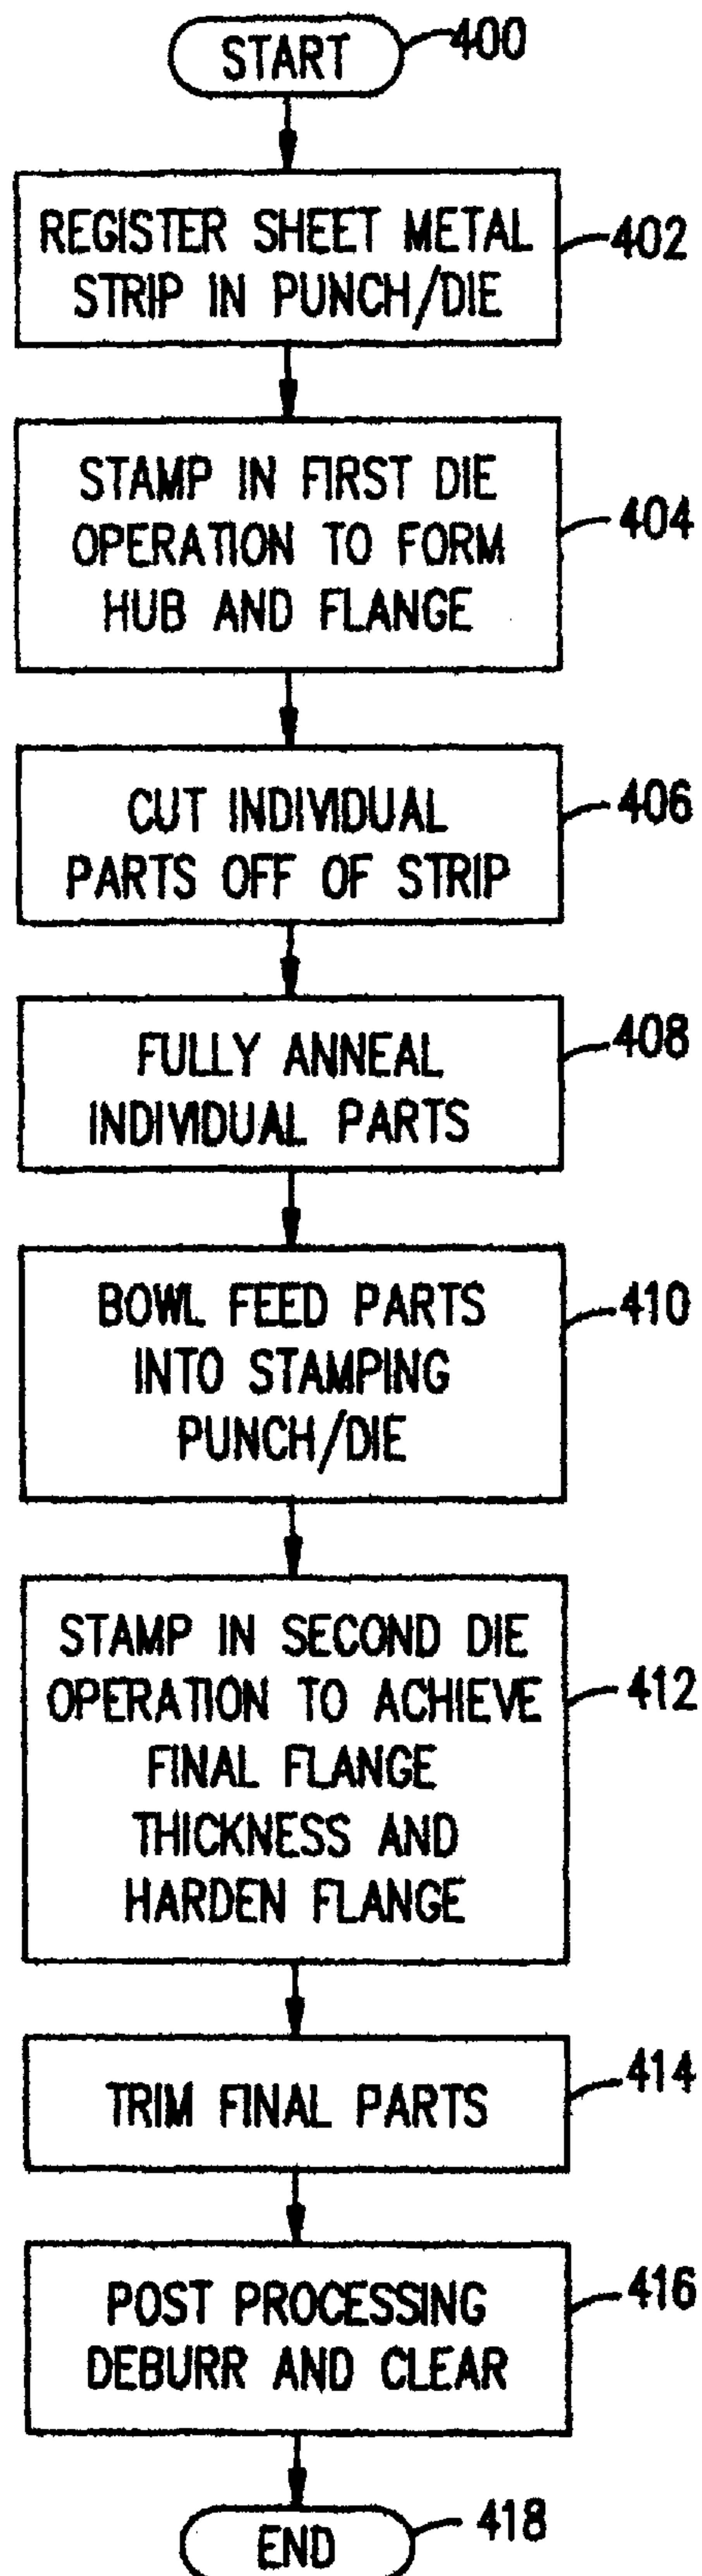 START
400
REGISTER SHEET METAL
STRIP IN PUNCH/DIE
402
STAMP IN FIRST DIE
OPERATION TO FORM
HUB AND FLANGE
404
CUT INDIVIDUAL
PARTS OFF OF STRIP
406
FULLY ANNEAL
INDIVIDUAL PARTS
408
BOWL FEED PARTS
INTO STAMPING
PUNCH/DIE
410
STAMP IN SECOND DIE
OPERATION TO ACHIEVE
FINAL FLANGE
THICKNESS AND
HARDEN FLANGE
412
TRIM FINAL PARTS
414
POST PROCESSING
DEBURR AND CLEAR
416
END
418